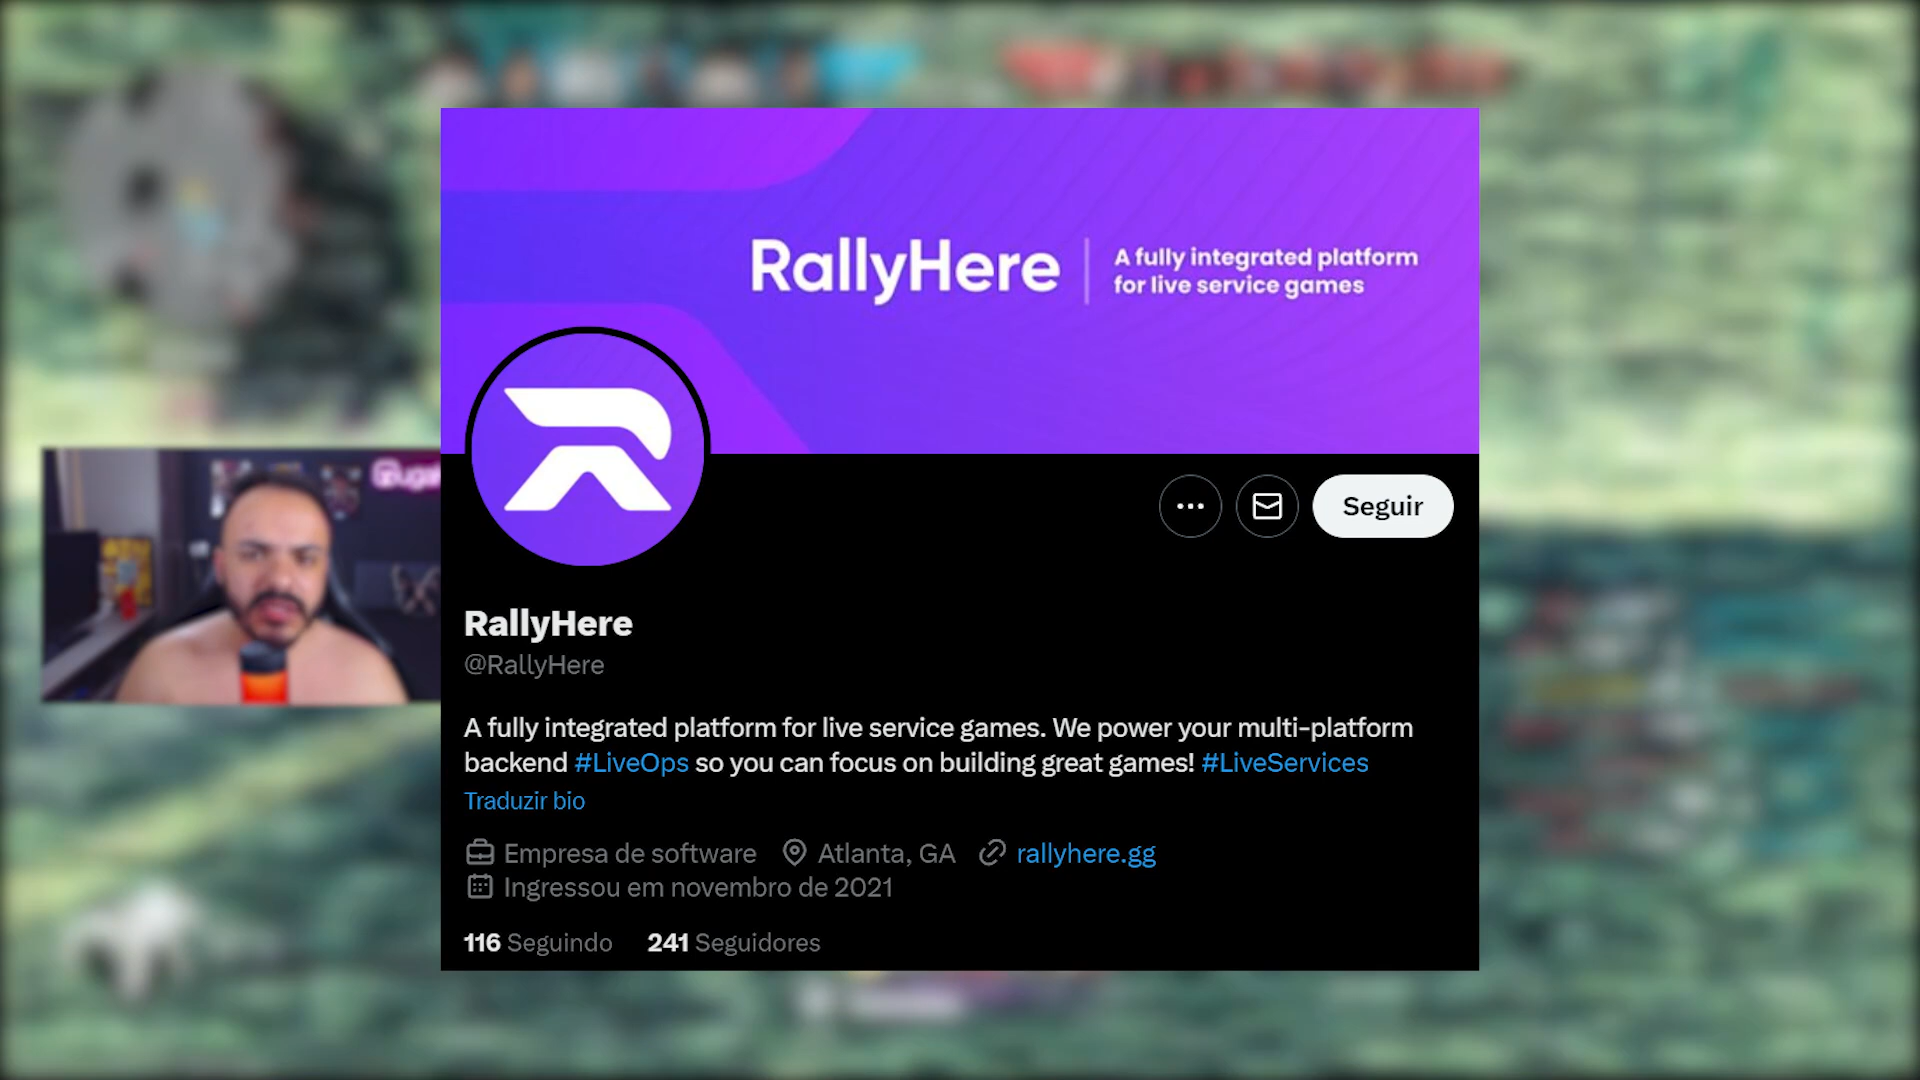 RallyHere
A fully integrated platform
for live service games
Seguir
RallyHere
@RallyHere
A fully integrated platform for live service games. We power your multi-platform
backend #LiveOps so you can focus on building great games! #LiveServices
Traduzir bio
Empresa de software Atlanta, GA rallyhere.gg
Ingressou em novembro de 2021
116 Seguindo 241 Seguidores